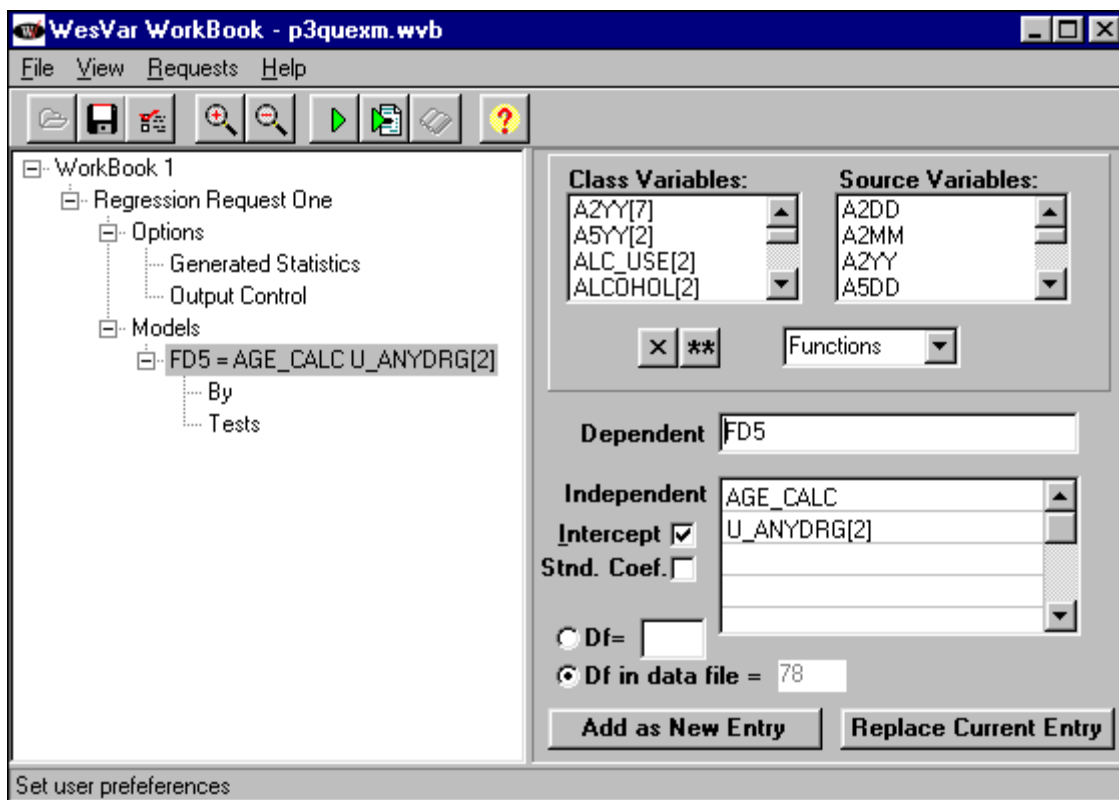 WesVar WorkBook - p3quexm.wvb
File View Requests Help
WorkBook 1
Regression Request One
Options
Generated Statistics
Output Control
Models
FD5 = AGE_CALC U_ANYDRG[2]
By
Tests
Class Variables:
A2YY[7]
A5YY[2]
ALC_USE[2]
ALCOHOL[2]
Source Variables:
A2DD
A2MM
A2YY
A5DD
× **
Functions
Dependent FD5
Independent
AGE_CALC
U_ANYDRG[2]
Intercept
Stnd. Coef.
Df=
Df in data file = 78
Add as New Entry
Replace Current Entry
Set user prefeferences